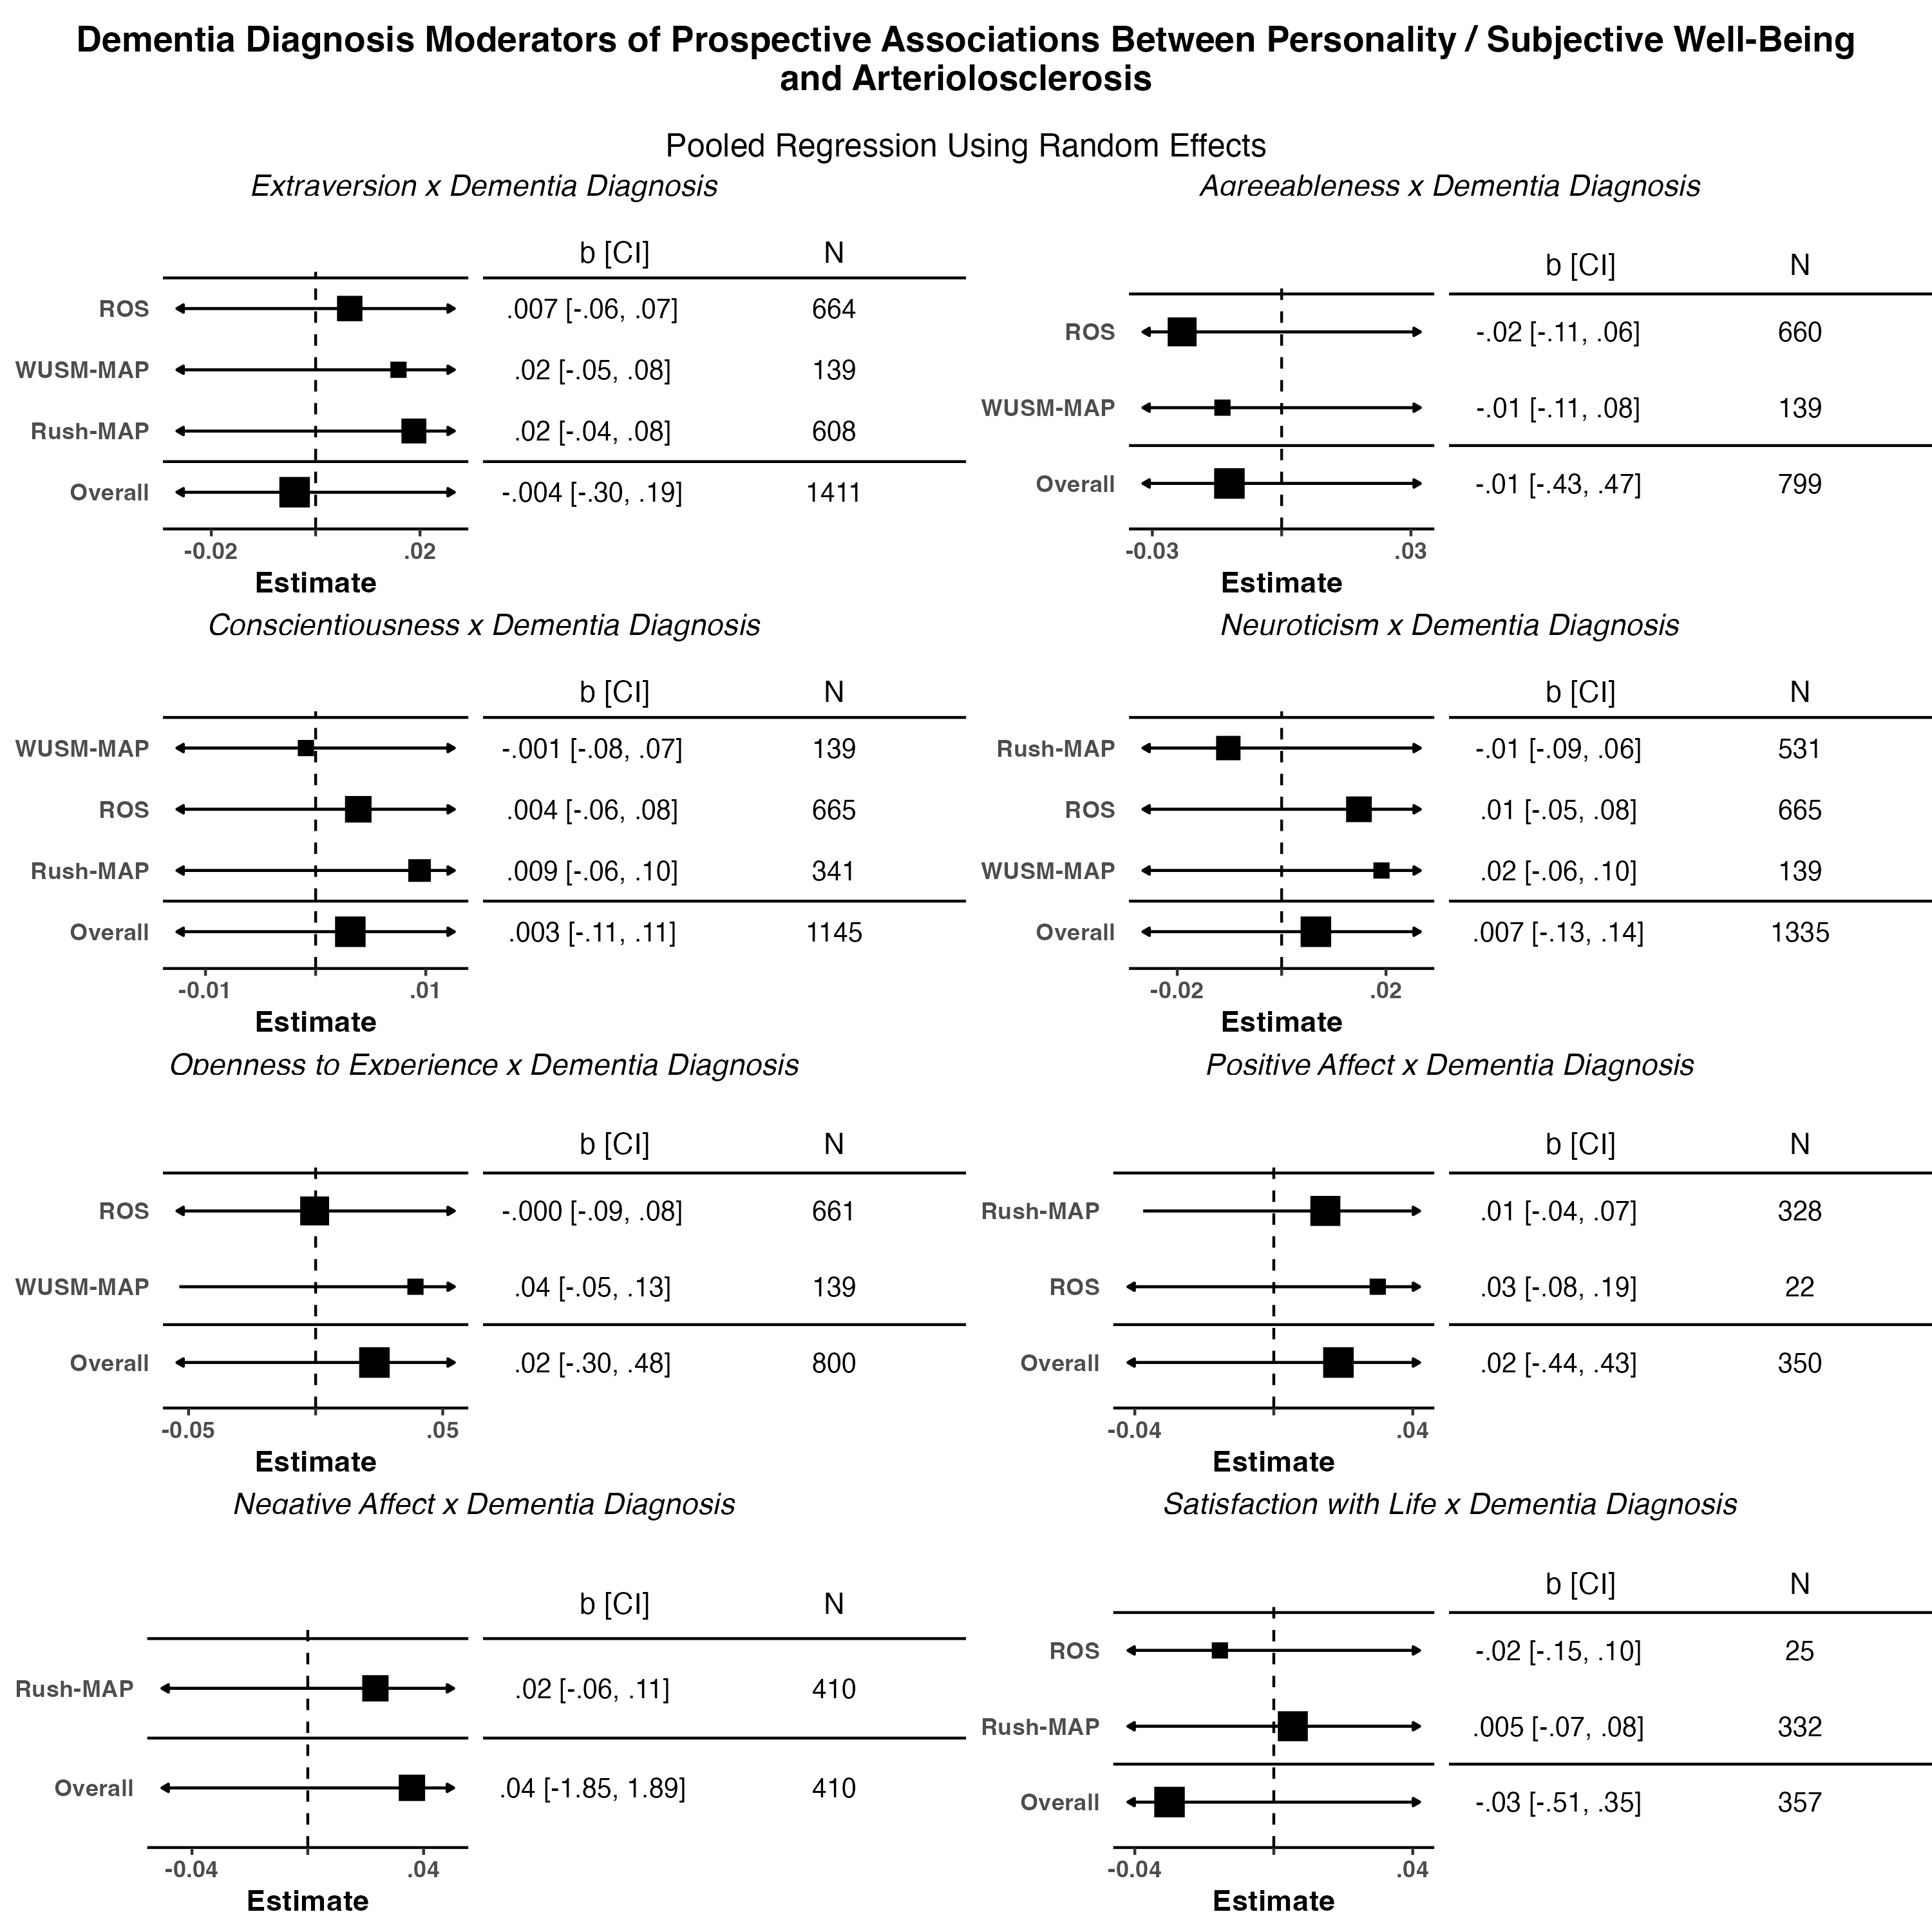 Dementia Diagnosis Moderators of Prospective Associations Between Personality / Subjective Well-Being
and Arteriolosclerosis
Pooled Regression Using Random Effects
Extraversion x Dementia Diagnosis
b [CI] N
ROS .007 [-.06, .07] 664
WUSM-MAP .02 [-.05, .08] 139
Rush-MAP .02 [-.04, .08] 608
Overall -.004 [-.30, .19] 1411
-0.02 .02
Estimate
Agreeableness x Dementia Diagnosis
b [CI] N
ROS -.02 [-.11, .06] 660
WUSM-MAP -.01 [-.11, .08] 139
Overall -.01 [-.43, .47] 799
-0.03 .03
Estimate
Conscientiousness x Dementia Diagnosis
b [CI] N
WUSM-MAP -.001 [-.08, .07] 139
ROS .004 [-.06, .08] 665
Rush-MAP .009 [-.06, .10] 341
Overall .003 [-.11, .11] 1145
-0.01 .01
Estimate
Neuroticism x Dementia Diagnosis
b [CI] N
Rush-MAP -.01 [-.09, .06] 531
ROS .01 [-.05, .08] 665
WUSM-MAP .02 [-.06, .10] 139
Overall .007 [-.13, .14] 1335
-0.02 .02
Estimate
Openness to Experience x Dementia Diagnosis
b [CI] N
ROS -.000 [-.09, .08] 661
WUSM-MAP .04 [-.05, .13] 139
Overall .02 [-.30, .48] 800
-0.05 .05
Estimate
Positive Affect x Dementia Diagnosis
b [CI] N
Rush-MAP .01 [-.04, .07] 328
ROS .03 [-.08, .19] 22
Overall .02 [-.44, .43] 350
-0.04 .04
Estimate
Negative Affect x Dementia Diagnosis
b [CI] N
Rush-MAP .02 [-.06, .11] 410
Overall .04 [-1.85, 1.89] 410
-0.04 .04
Estimate
Satisfaction with Life x Dementia Diagnosis
b [CI] N
ROS -.02 [-.15, .10] 25
Rush-MAP .005 [-.07, .08] 332
Overall -.03 [-.51, .35] 357
-0.04 .04
Estimate